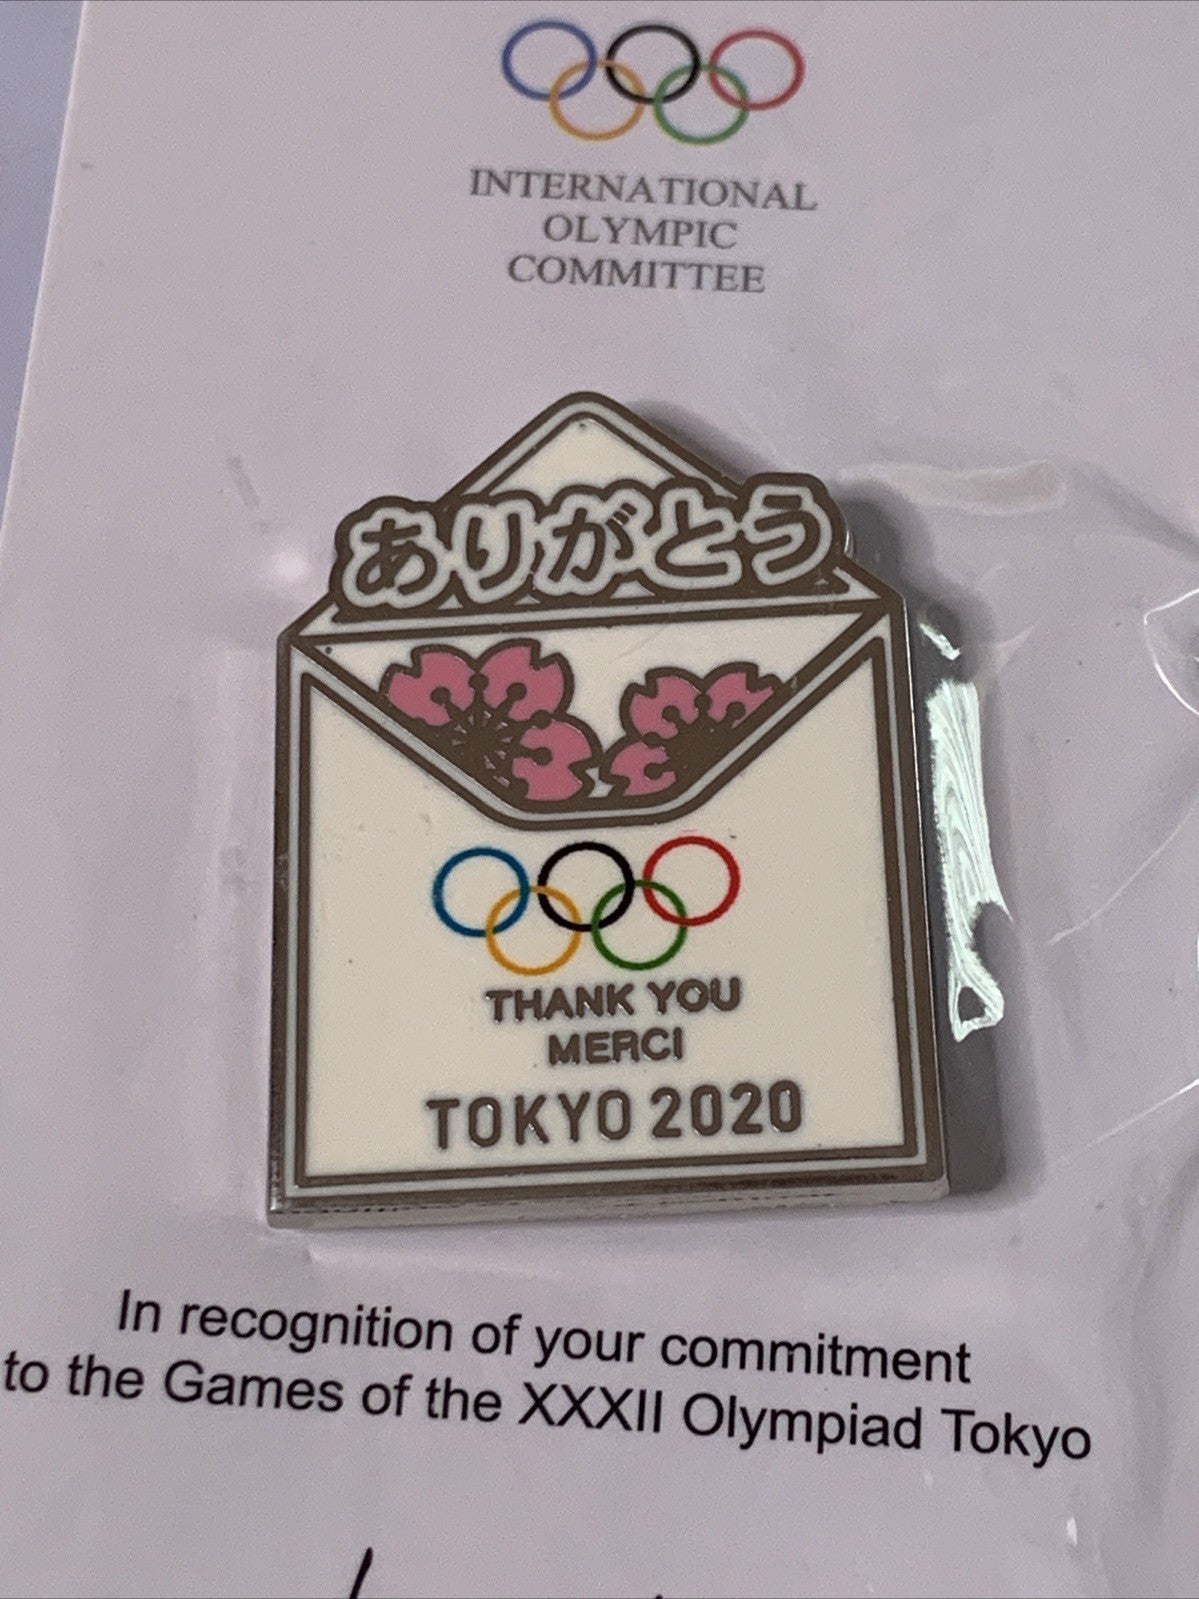 INTERNATIONAL
OLYMPIC
COMMITTEE
ありがとう
THANK YOU
MERCI
TOKYO 2020
In recognition of your commitment
to the Games of the XXXII Olympiad Tokyo